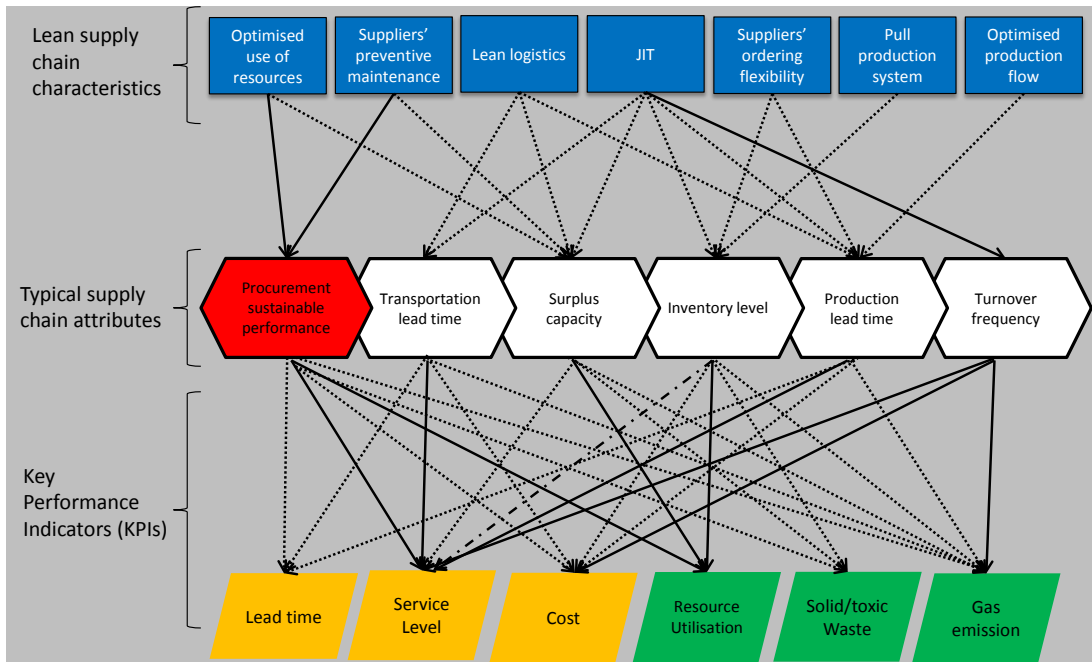 Lean supply
chain
characteristics
Optimised
use of
resources
Suppliers’
preventive
maintenance
Lean logistics
JIT
Suppliers’
ordering
flexibility
Pull
production
system
Optimised
production
flow
Typical supply
chain attributes
Procurement
sustainable
performance
Transportation
lead time
Surplus
capacity
Inventory level
Production
lead time
Turnover
frequency
Key
Performance
Indicators (KPIs)
Lead time
Service
Level
Cost
Resource
Utilisation
Solid/toxic
Waste
Gas
emission